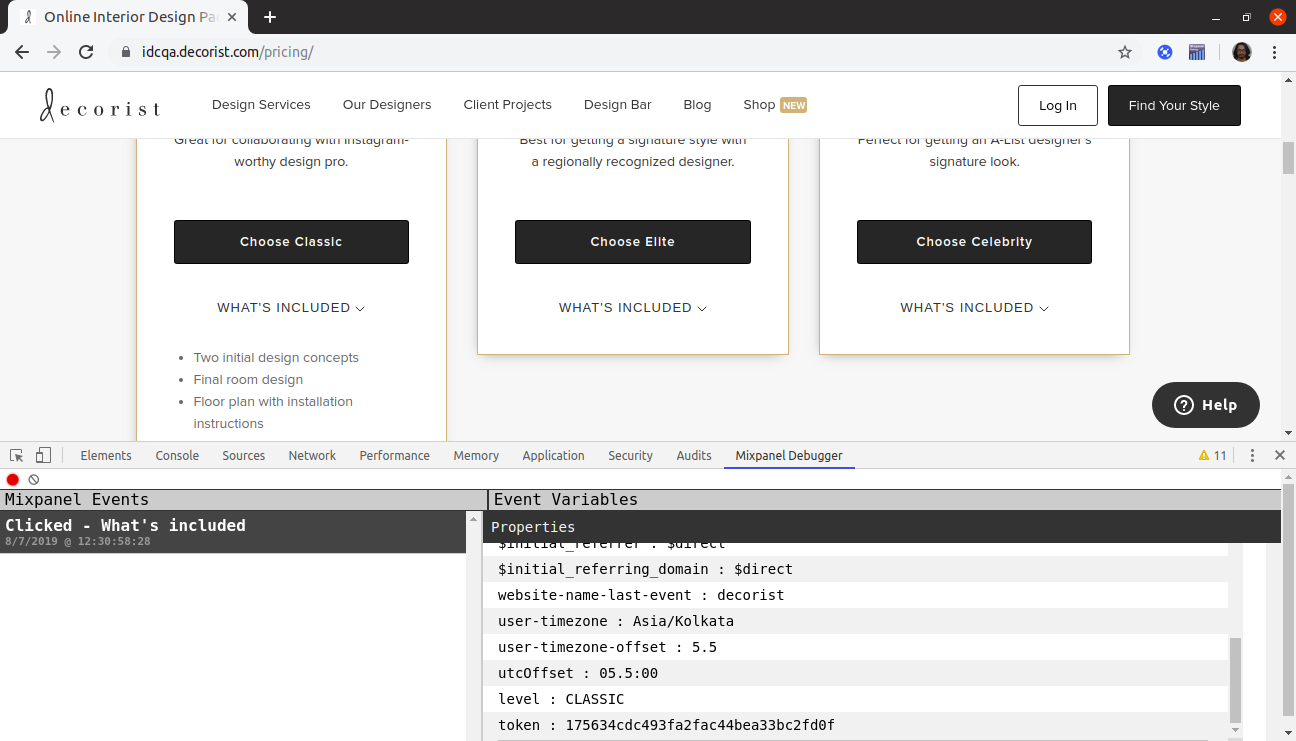 Online Interior Design Pa
idcqa.decorist.com/pricing/
decorist
Design Services
Our Designers
Client Projects
Design Bar
Blog
Shop NEW
Log In
Find Your Style
Great for collaborating with Instagram-
worthy design pro.
Best for getting a signature style with
a regionally recognized designer.
Perfect for getting an A-List designer's
signature look.
Choose Classic
Choose Elite
Choose Celebrity
WHAT'S INCLUDED
WHAT'S INCLUDED
WHAT'S INCLUDED
• Two initial design concepts
• Final room design
• Floor plan with installation
instructions
Help
Elements
Console
Sources
Network
Performance
Memory
Application
Security
Audits
Mixpanel Debugger
11
Mixpanel Events
Event Variables
Clicked - What's included
8/7/2019 @ 12:30:58:28
Properties
$initial_referrer : $direct
$initial_referring_domain : $direct
website-name-last-event : decorist
user-timezone : Asia/Kolkata
user-timezone-offset : 5.5
utcOffset : 05.5:00
level : CLASSIC
token : 175634cdc493fa2fac44bea33bc2fd0f